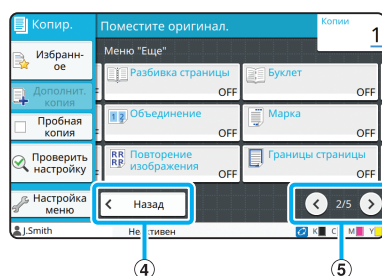 Копир.
Поместите оригинал.
Копии
1
Избранн-
ое
Дополнит.
копия
Пробная
копия
Проверить
настройку
Настройка
меню
Меню "Еще"
Разбивка страницы
OFF
Буклет
OFF
Объединение
OFF
Марка
OFF
Повторение
изображения
OFF
Границы страницы
OFF
Назад
2/5
J.Smith
K C M Y
4
5